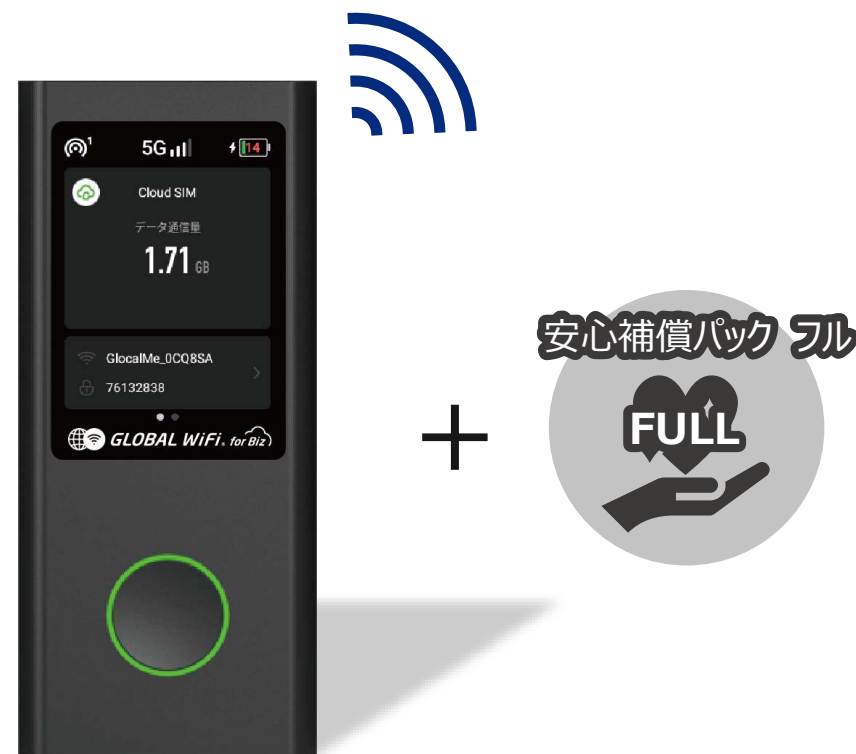 1
5G
14
Cloud SIM
データ通信量
1.71 GB
GlocalMe_0CQ8SA
76132838
GLOBAL WiFi® for Biz
安心補償パック フル
FULL